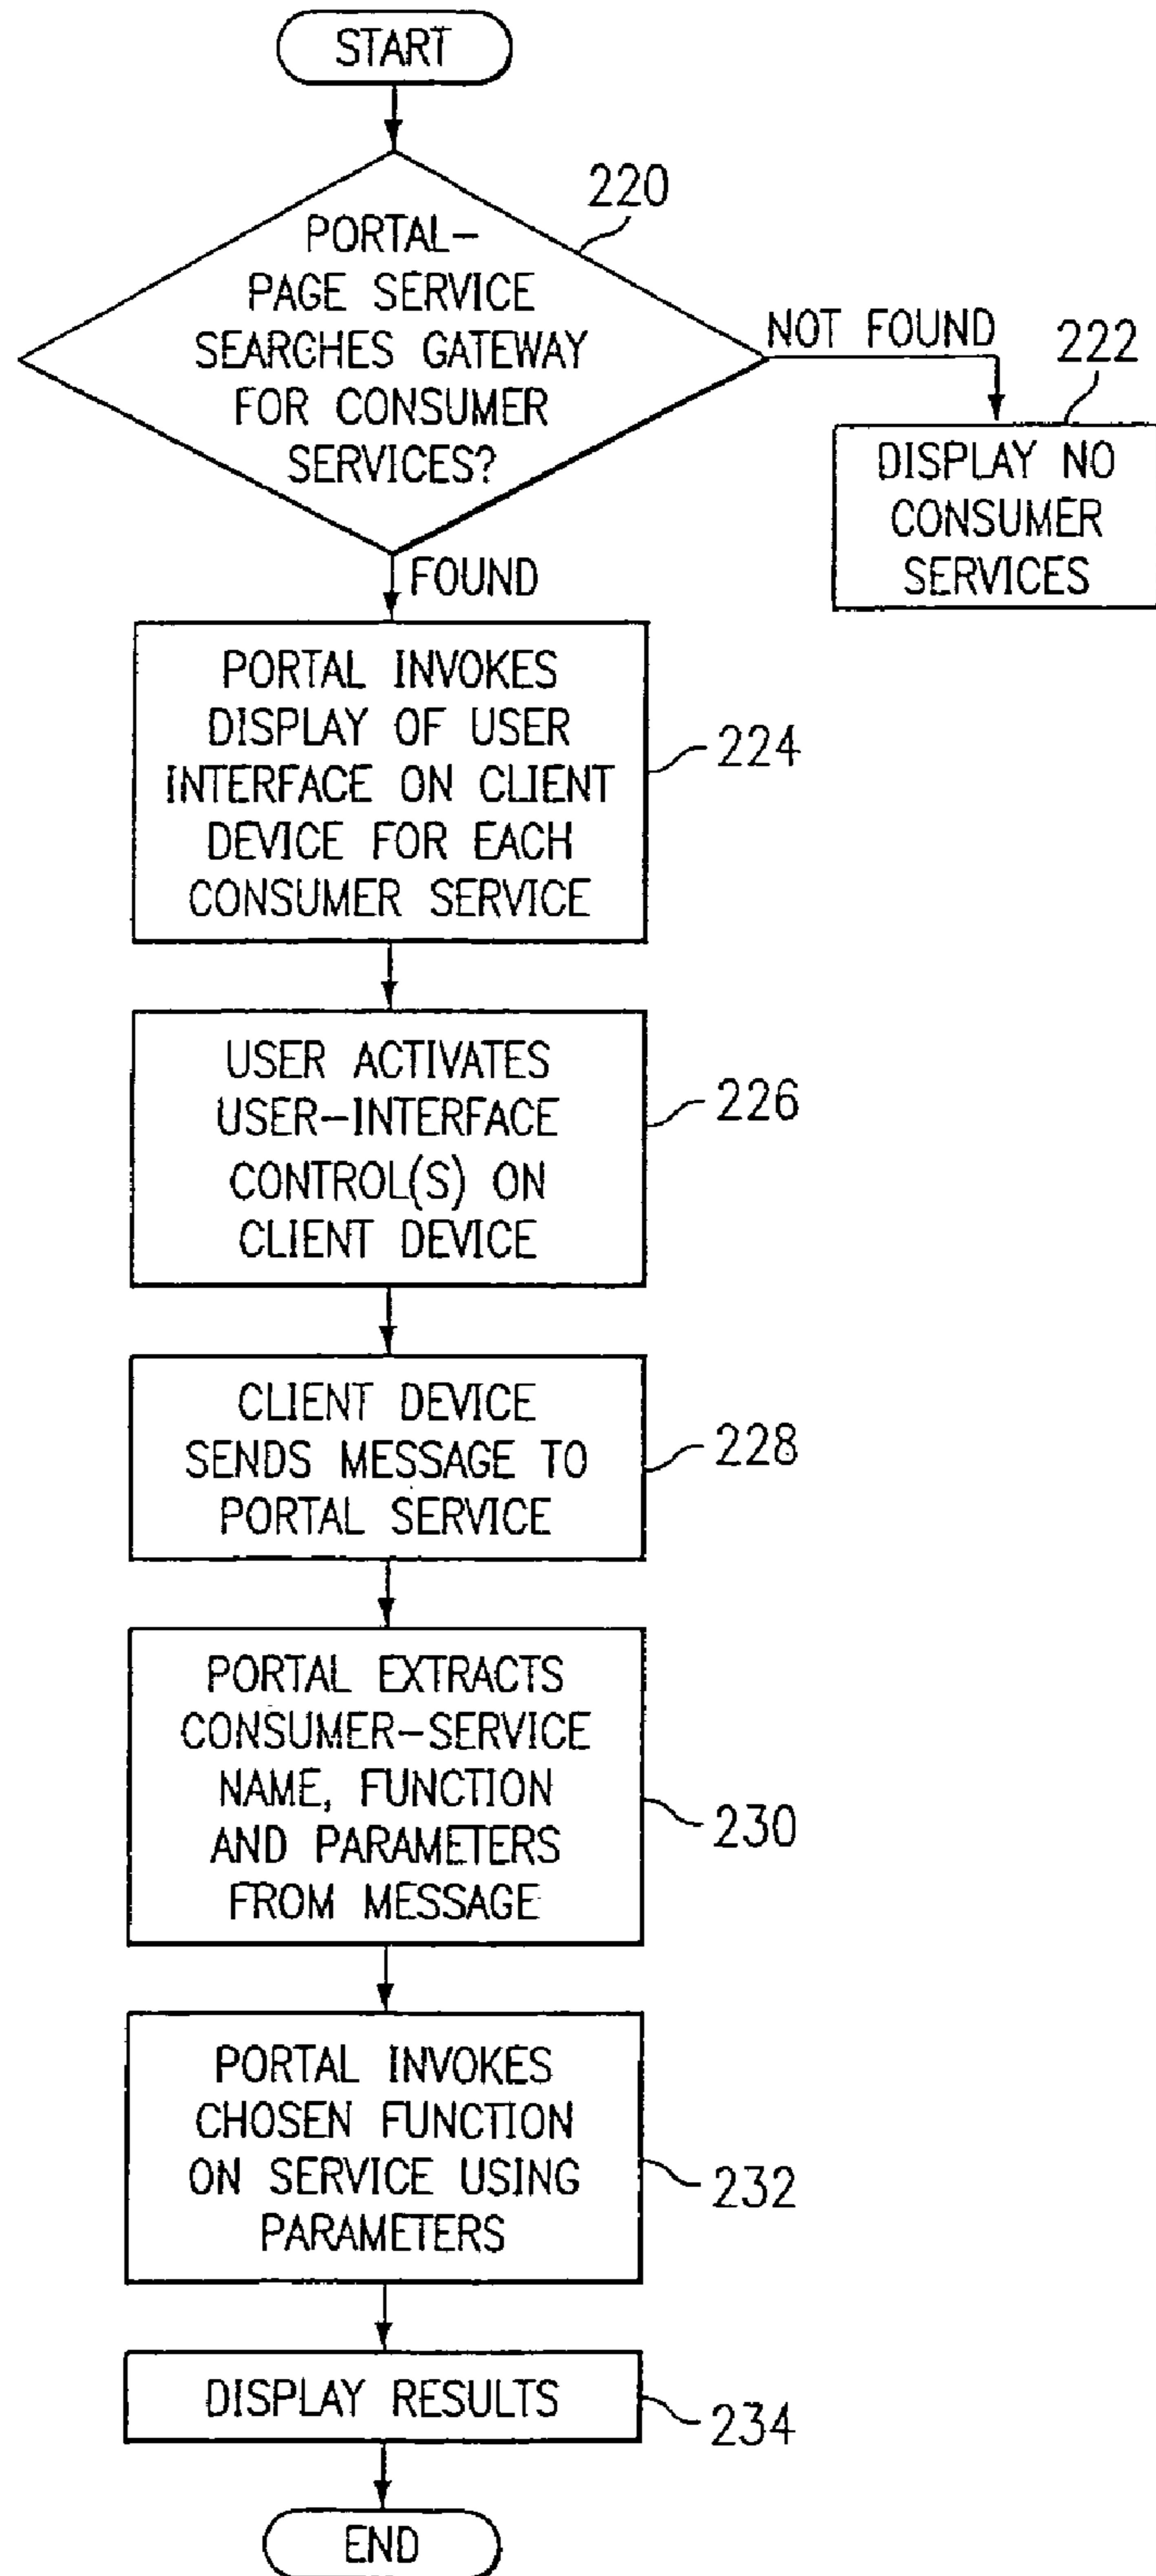 START
220
PORTAL-
PAGE SERVICE
SEARCHES GATEWAY
FOR CONSUMER
SERVICES?
NOT FOUND
222
DISPLAY NO
CONSUMER
SERVICES
FOUND
PORTAL INVOKES
DISPLAY OF USER
INTERFACE ON CLIENT
DEVICE FOR EACH
CONSUMER SERVICE
224
USER ACTIVATES
USER-INTERFACE
CONTROL(S) ON
CLIENT DEVICE
226
CLIENT DEVICE
SENDS MESSAGE TO
PORTAL SERVICE
228
PORTAL EXTRACTS
CONSUMER-SERVICE
NAME, FUNCTION
AND PARAMETERS
FROM MESSAGE
230
PORTAL INVOKES
CHOSEN FUNCTION
ON SERVICE USING
PARAMETERS
232
DISPLAY RESULTS
234
END